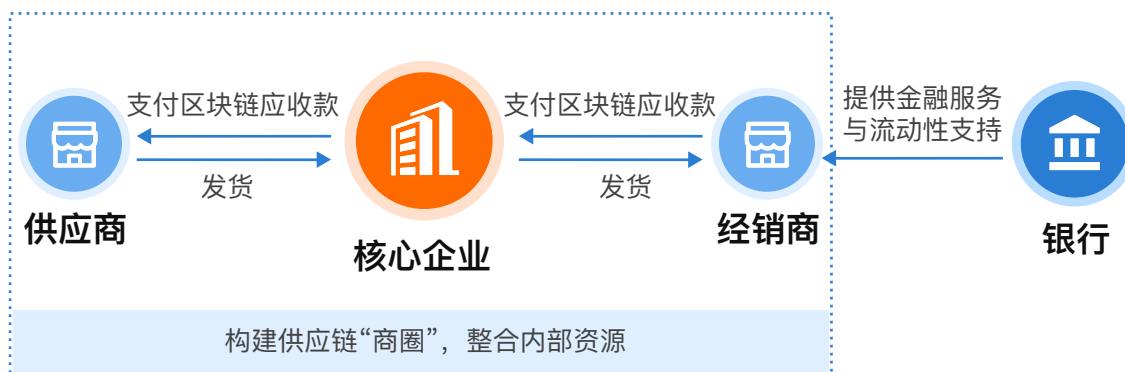 支付区块链应收款
发货
供应商
核心企业
支付区块链应收款
发货
经销商
提供金融服务
与流动性支持
银行
构建供应链“商圈”，整合内部资源